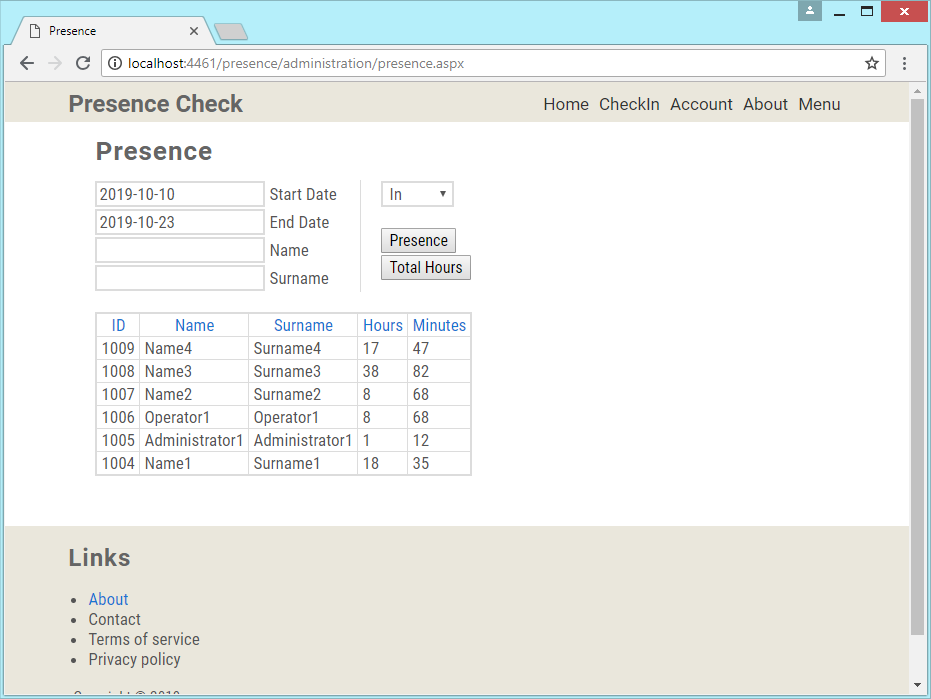 Presence
localhost:4461/presence/administration/presence.aspx
Presence Check Home CheckIn Account About Menu
Presence
2019-10-10 Start Date In
2019-10-23 End Date
Name Presence
Surname Total Hours
ID Name Surname Hours Minutes
1009 Name4 Surname4 17 47
1008 Name3 Surname3 38 82
1007 Name2 Surname2 8 68
1006 Operator1 Operator1 8 68
1005 Administrator1 Administrator1 1 12
1004 Name1 Surname1 18 35
Links
About
Contact
Terms of service
Privacy policy